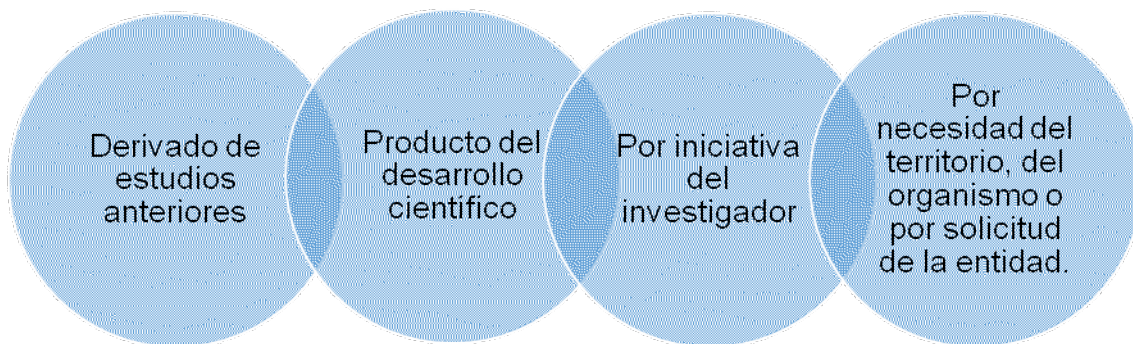 Derivado de
estudios
anteriores
Producto del
desarrollo
cientifico
Por iniciativa
del
investigador
Por
necesidad del
territorio, del
organismo o
por solicitud
de la entidad.